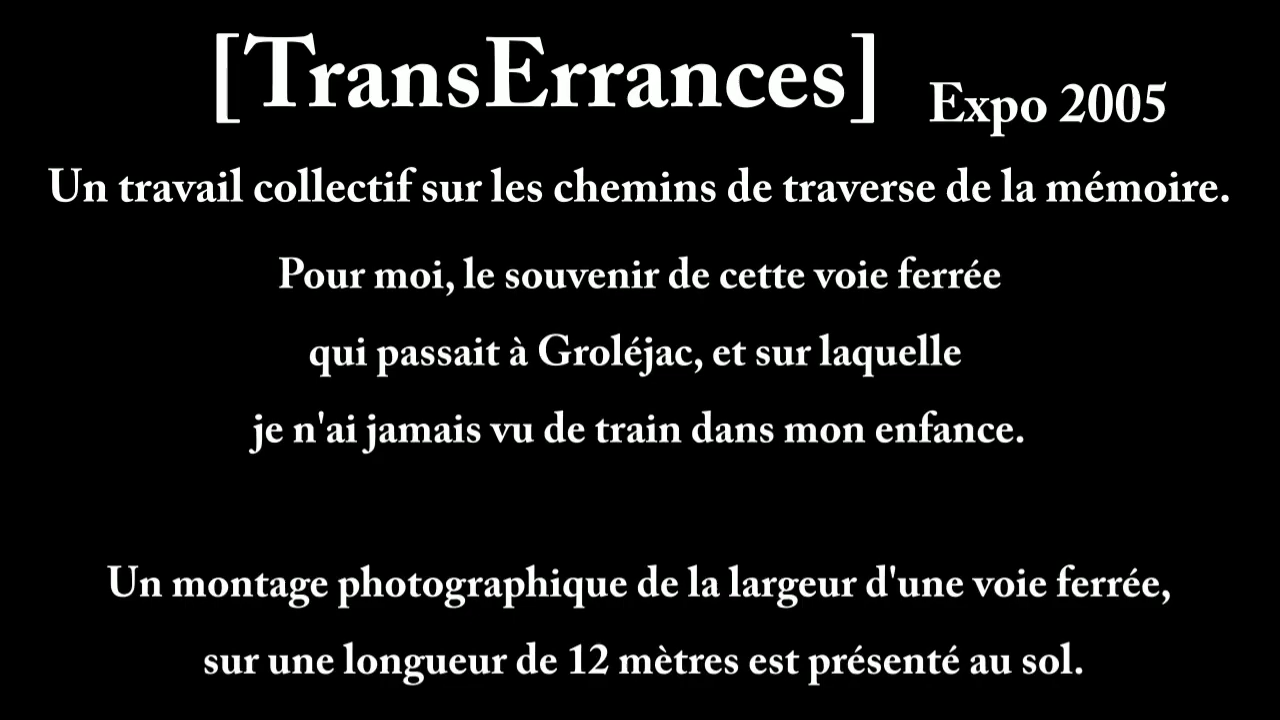 [TransErrances] Expo 2005
Un travail collectif sur les chemins de traverse de la mémoire.
Pour moi, le souvenir de cette voie ferrée
qui passait à Groléjac, et sur laquelle
je n'ai jamais vu de train dans mon enfance.
Un montage photographique de la largeur d'une voie ferrée,
sur une longueur de 12 mètres est présenté au sol.